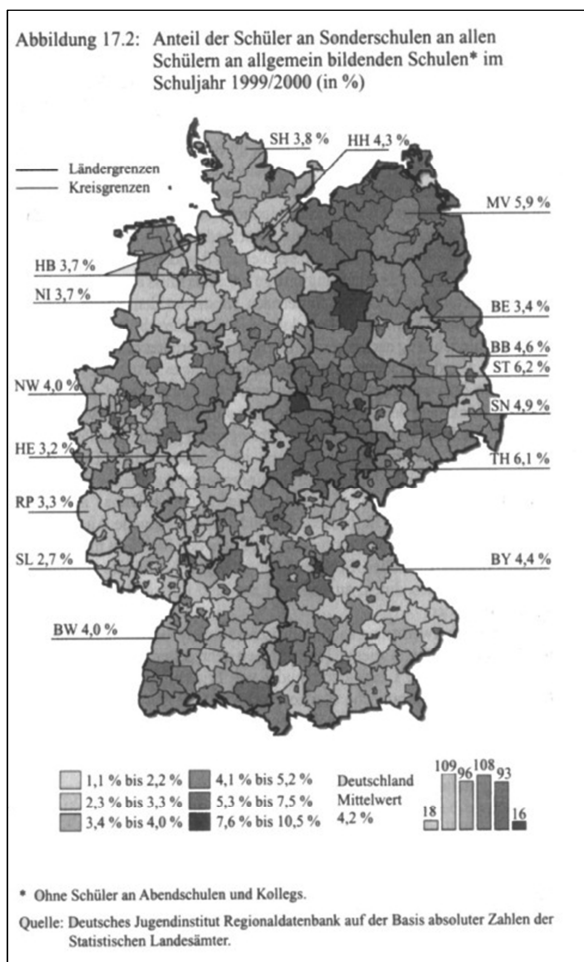 Abbildung 17.2: Anteil der Schüler an Sonderschulen an allen
Schülern an allgemein bildenden Schulen* im
Schuljahr 1999/2000 (in %)
SH 3,8 %
HH 4,3 %
Ländergrenzen
Kreisgrenzen
MV 5,9 %
HB 3,7 %
NI 3,7 %
BE 3,4 %
BB 4,6 %
ST 6,2 %
NW 4,0 %
SN 4,9 %
HE 3,2 %
TH 6,1 %
RP 3,3 %
SL 2,7 %
BY 4,4 %
BW 4,0 %
1,1 % bis 2,2 %
2,3 % bis 3,3 %
3,4 % bis 4,0 %
4,1 % bis 5,2 %
5,3 % bis 7,5 %
7,6 % bis 10,5 %
Deutschland
Mittelwert
4,2 %
18
109
96
108
93
16
* Ohne Schüler an Abendschulen und Kollegs.
Quelle: Deutsches Jugendinstitut Regionaldatenbank auf der Basis absoluter Zahlen der
Statistischen Landesämter.